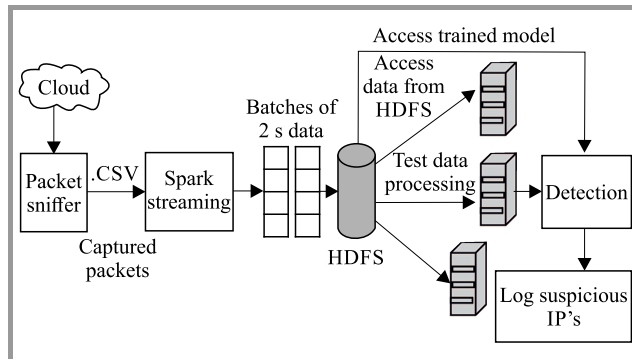 Access trained model
Cloud
Access
data from
HDFS
Batches of
2 s data
Packet
sniffer
.CSV
Captured
packets
Spark
streaming
HDFS
Test data
processing
Detection
Log suspicious
IP's